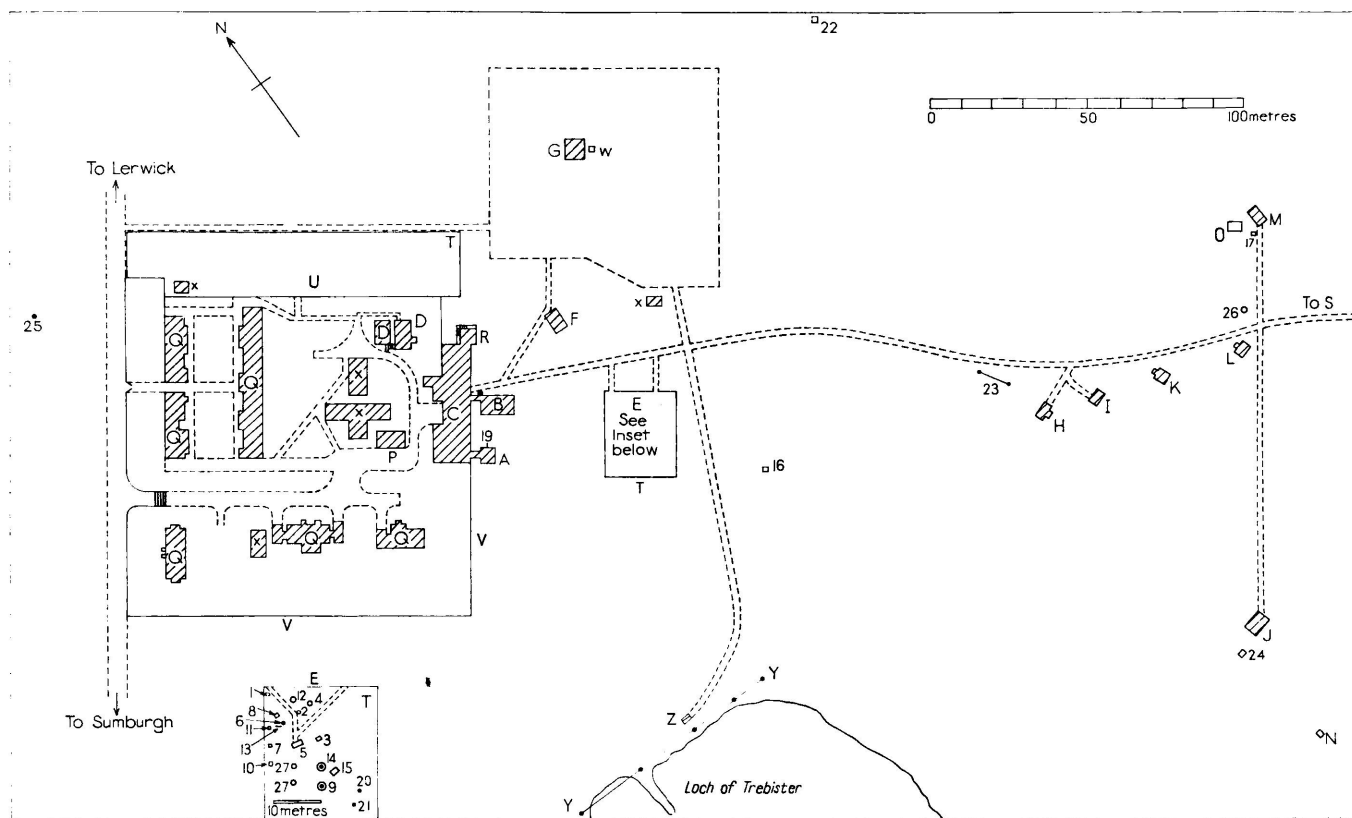 N
22
0 50 100 metres
G w
To Lerwick
M
O 17
T
U
x
25
To S
26
F
x
D D
R
Q
L
Q
x
23
K
C
B
E
See
Inset
below
I
x
H
Q
P
19
A
16
T
Q
x
Q
Q
V
V
J
24
E
Y
1 12 4 T
8 2
6
11
13
5 3
7
14
10 27 15
27 9 20
21
10 metres
Z
To Sumburgh
N
Loch of Trebister
Y